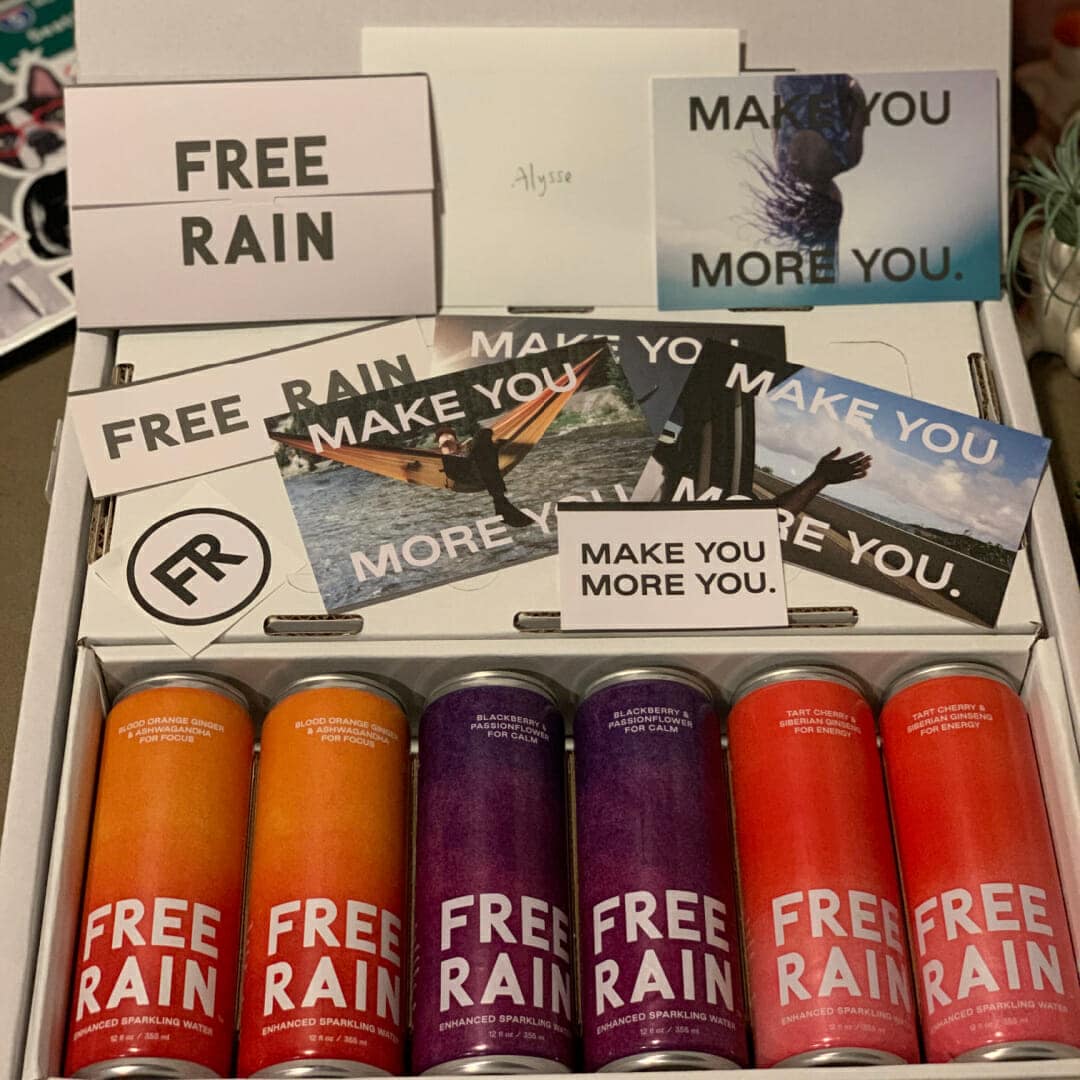 FREE
RAIN
Alysse
MAKE YOU
MORE YOU.
FREE RAIN
MAKE YOU
MORE YOU
MAKE YOU
MAKE YOU
MORE YOU.
FR
MAKE YOU
MORE YOU.
BLOOD ORANGE GINGER
& ASHWAGANDHA
FOR FOCUS
FREE
RAIN
ENHANCED SPARKLING WATER
12 fl oz / 355 ml
BLOOD ORANGE GINGER
& ASHWAGANDHA
FOR FOCUS
FREE
RAIN
ENHANCED SPARKLING WATER
12 fl oz / 355 ml
BLACKBERRY &
PASSIONFLOWER
FOR CALM
FREE
RAIN
ENHANCED SPARKLING WATER
12 fl oz / 355 ml
BLACKBERRY &
PASSIONFLOWER
FOR CALM
FREE
RAIN
ENHANCED SPARKLING WATER
12 fl oz / 355 ml
TART CHERRY &
SIBERIAN GINSENG
FOR ENERGY
FREE
RAIN
ENHANCED SPARKLING WATER
12 fl oz / 355 ml
TART CHERRY &
SIBERIAN GINSENG
FOR ENERGY
FREE
RAIN
ENHANCED SPARKLING WATER
12 fl oz / 355 ml